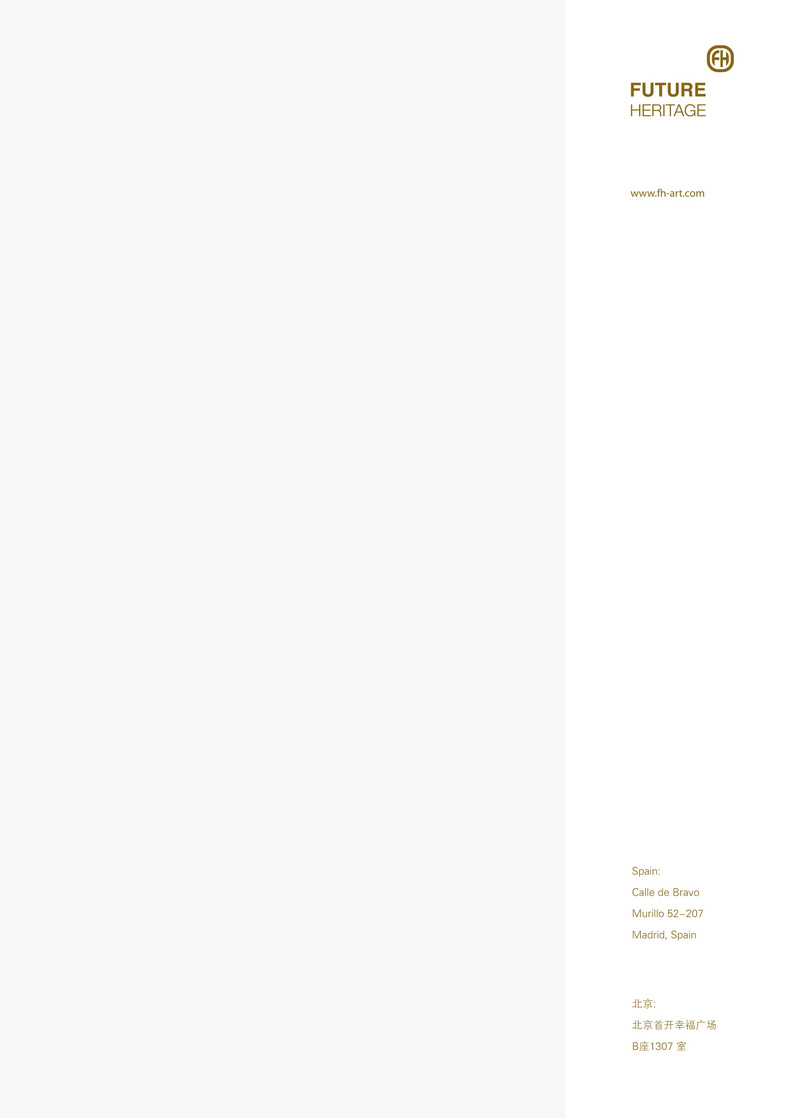 FH
FUTURE
HERITAGE
www.fh-art.com
Spain:
Calle de Bravo
Murillo 52–207
Madrid, Spain
北京:
北京首开幸福广场
B座1307 室